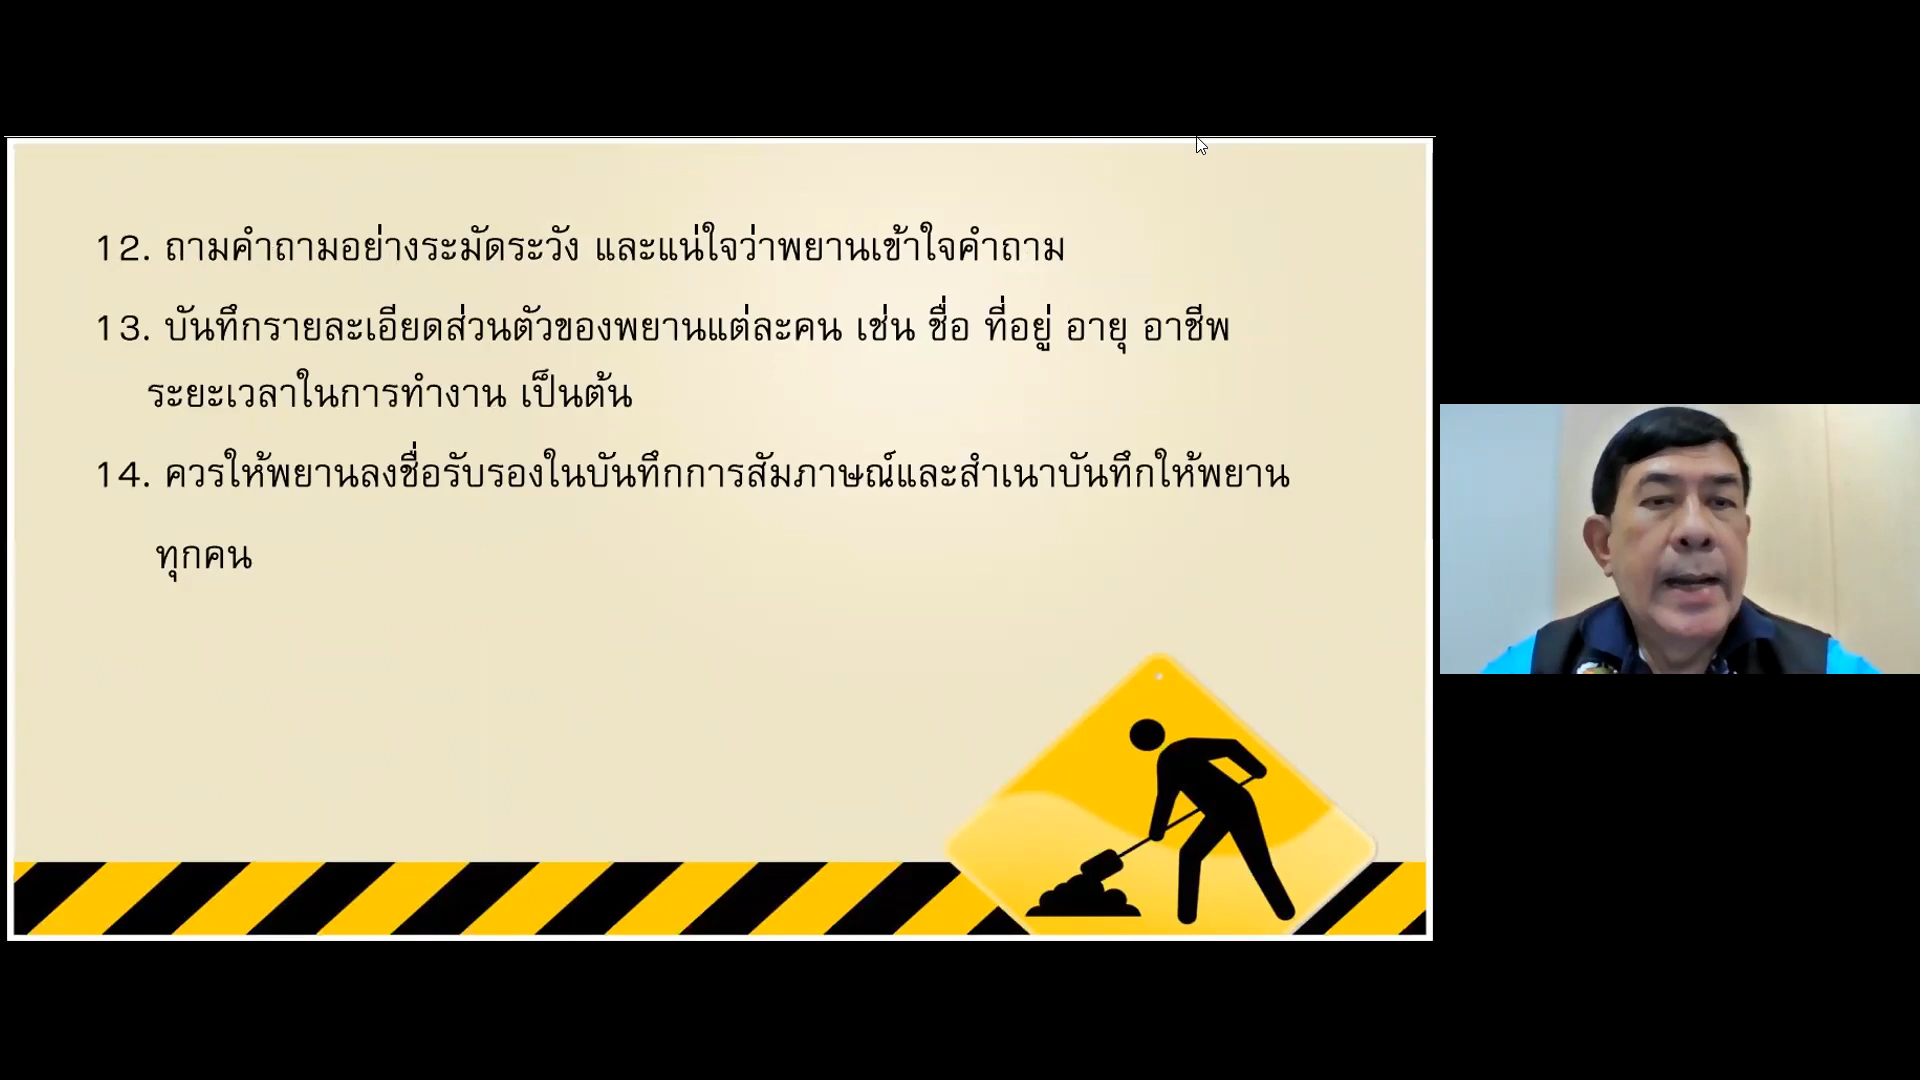 12. ถามคำถามอย่างระมัดระวัง และแน่ใจว่าพยานเข้าใจคำถาม
13. บันทึกรายละเอียดส่วนตัวของพยานแต่ละคน เช่น ชื่อ ที่อยู่ อายุ อาชีพ
ระยะเวลาในการทำงาน เป็นต้น
14. ควรให้พยานลงชื่อรับรองในบันทึกการสัมภาษณ์และสำเนาบันทึกให้พยาน
ทุกคน